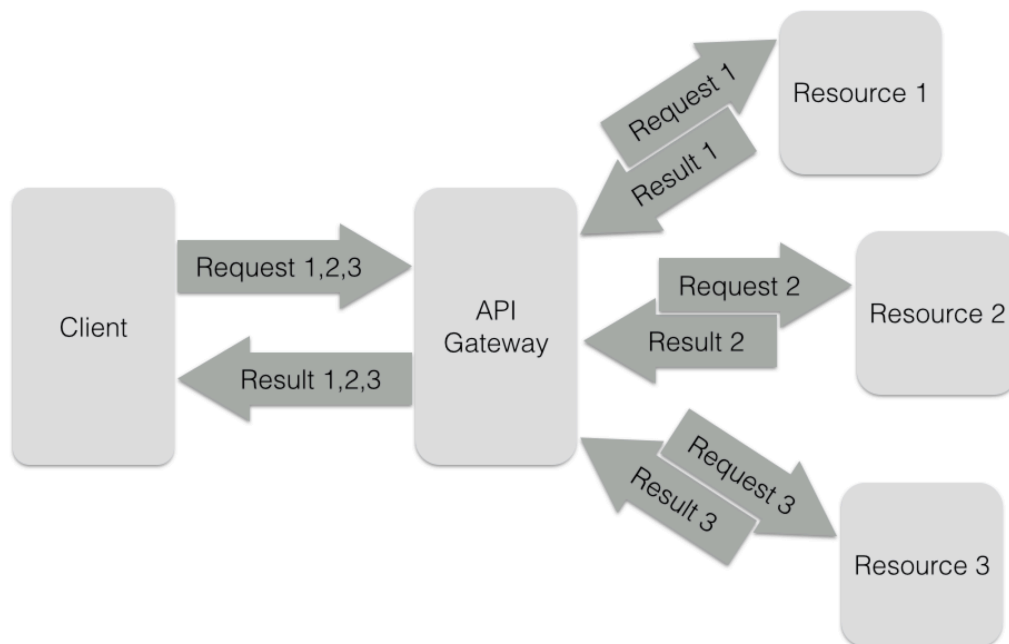 Client
Request 1,2,3
Result 1,2,3
API
Gateway
Request 1
Result 1
Resource 1
Request 2
Result 2
Resource 2
Request 3
Result 3
Resource 3